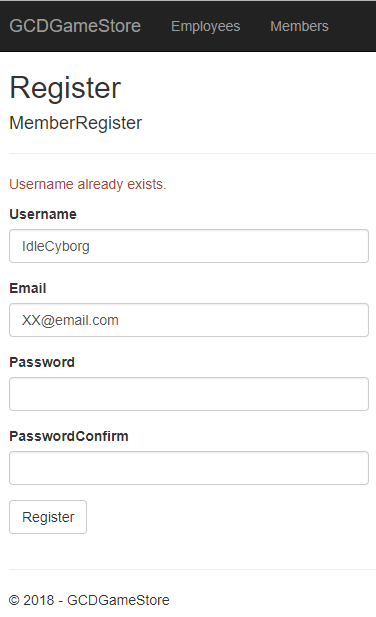 GCDGameStore Employees Members
Register
MemberRegister
Username already exists.
Username
IdleCyborg
Email
XX@email.com
Password
PasswordConfirm
Register
© 2018 - GCDGameStore